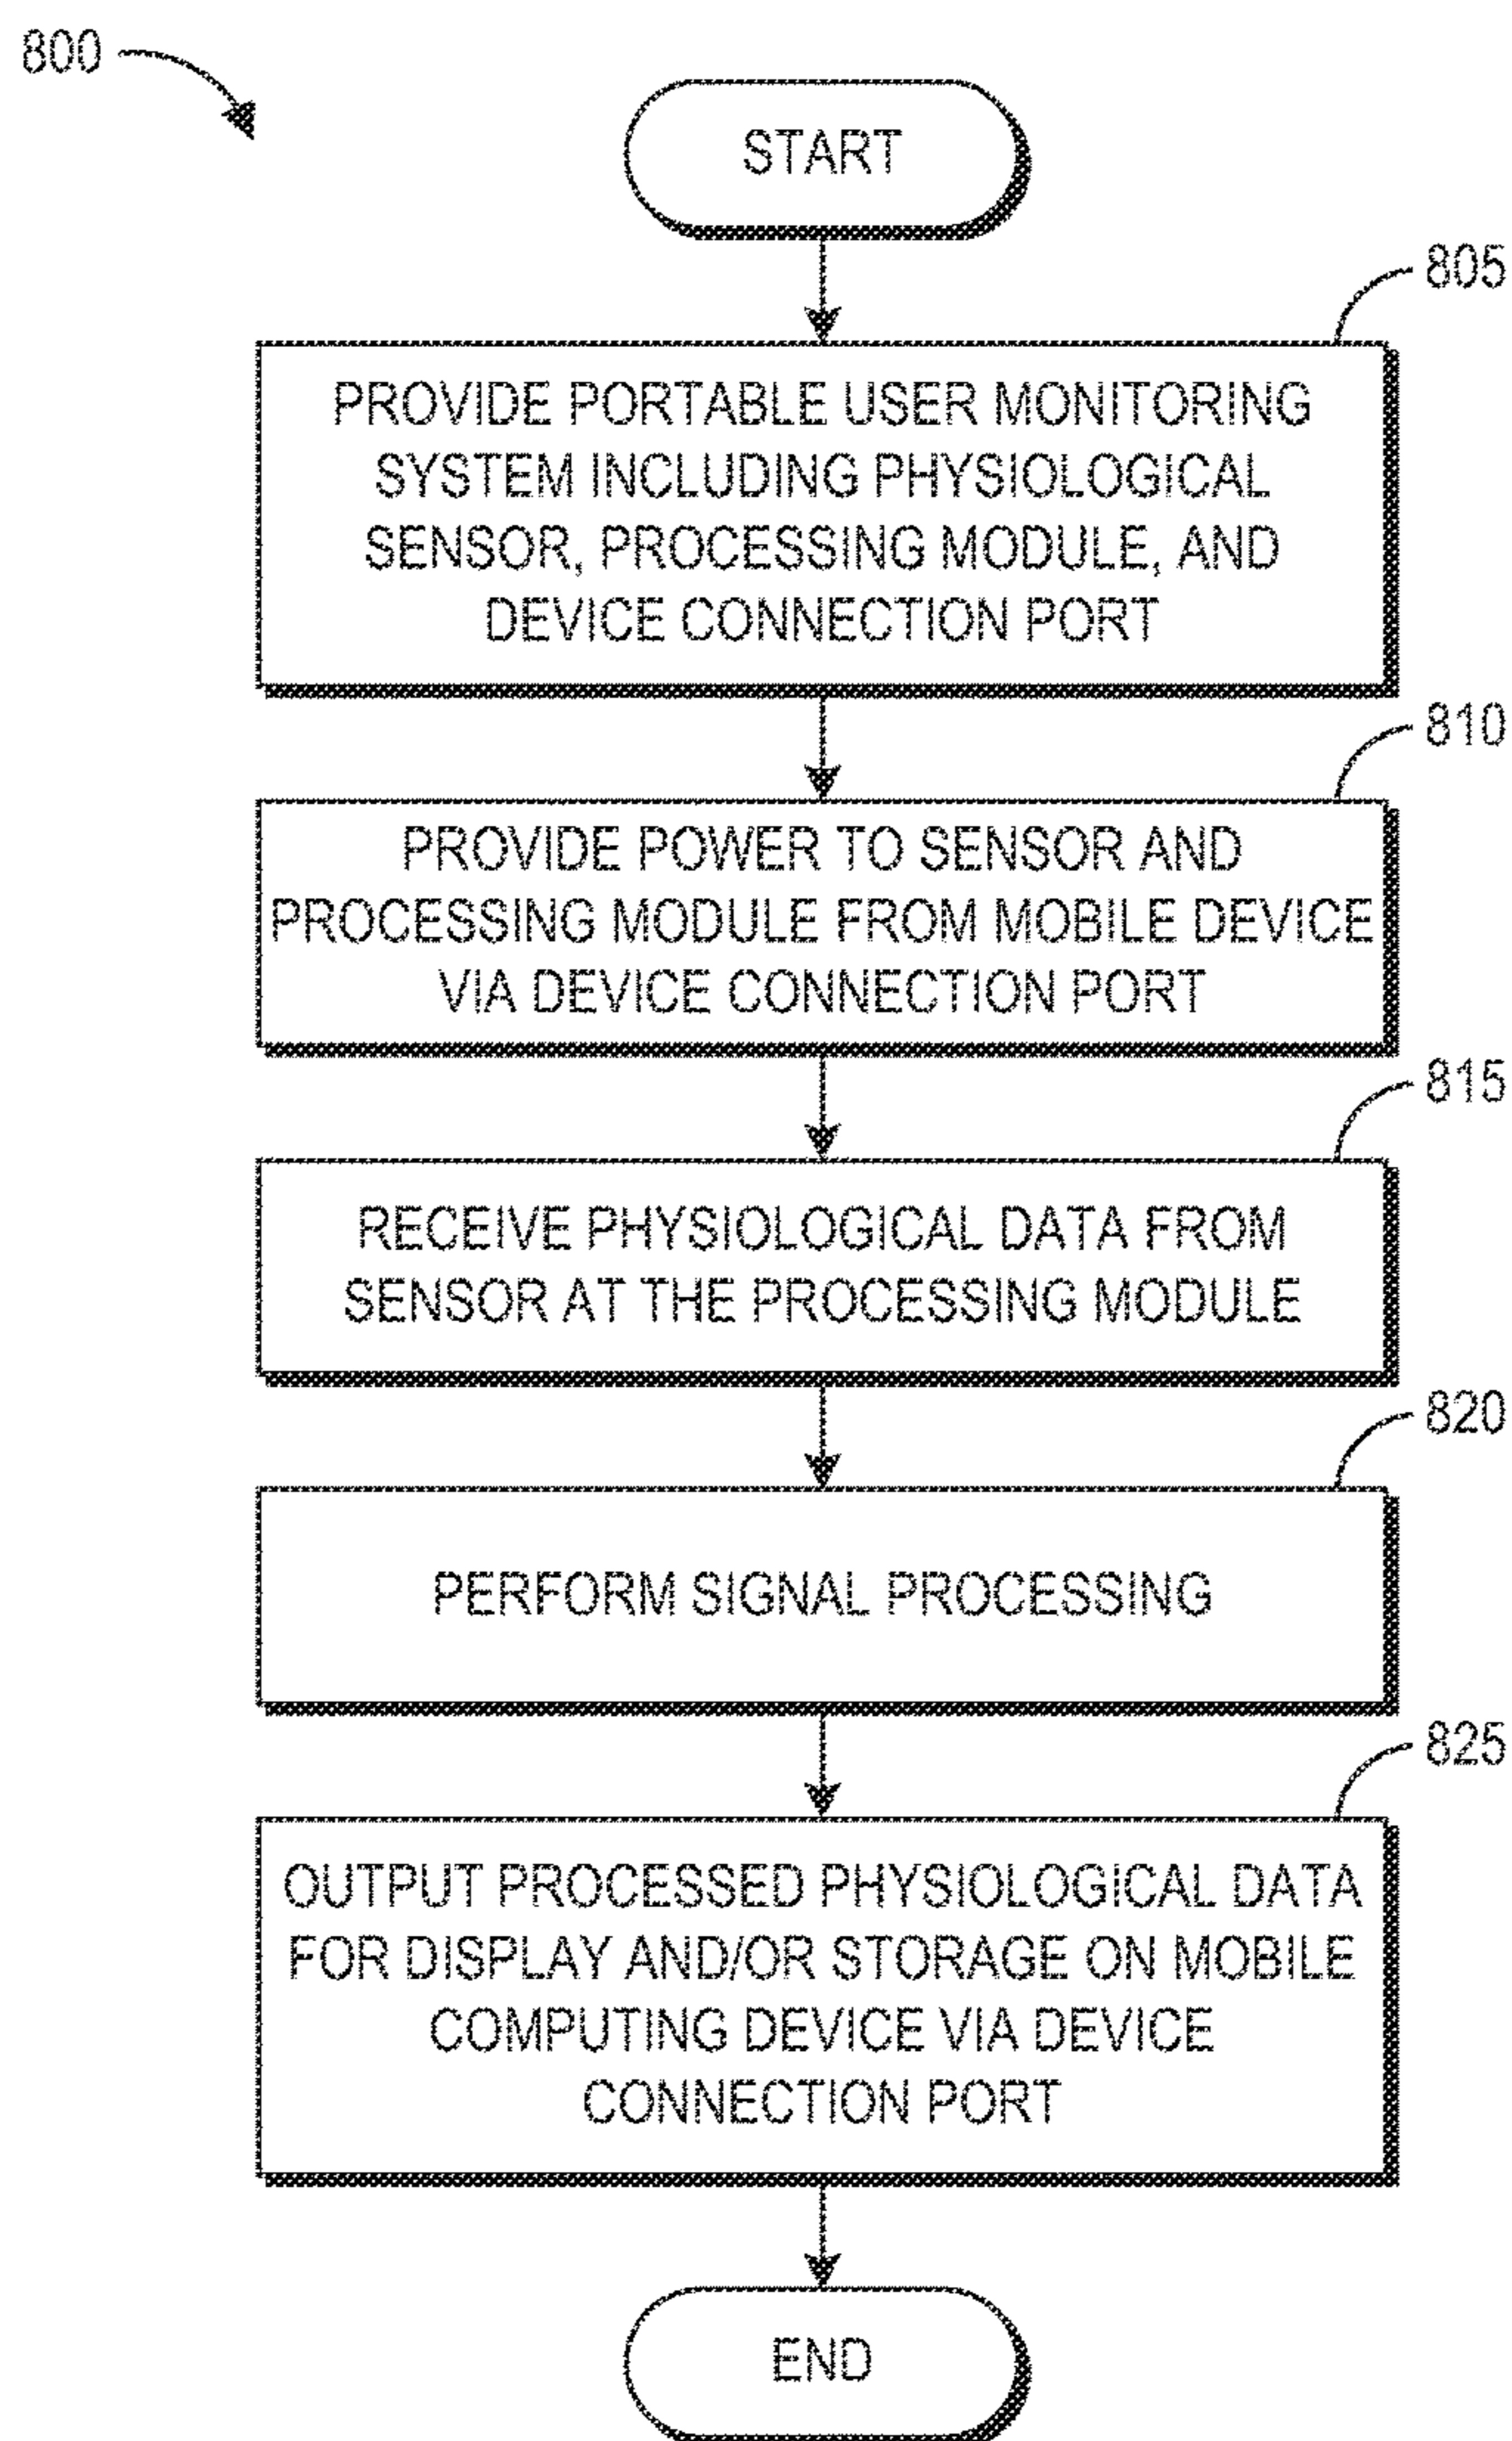 800
START
805
PROVIDE PORTABLE USER MONITORING
SYSTEM INCLUDING PHYSIOLOGICAL
SENSOR, PROCESSING MODULE, AND
DEVICE CONNECTION PORT
810
PROVIDE POWER TO SENSOR AND
PROCESSING MODULE FROM MOBILE DEVICE
VIA DEVICE CONNECTION PORT
815
RECEIVE PHYSIOLOGICAL DATA FROM
SENSOR AT THE PROCESSING MODULE
820
PERFORM SIGNAL PROCESSING
825
OUTPUT PROCESSED PHYSIOLOGICAL DATA
FOR DISPLAY AND/OR STORAGE ON MOBILE
COMPUTING DEVICE VIA DEVICE
CONNECTION PORT
END